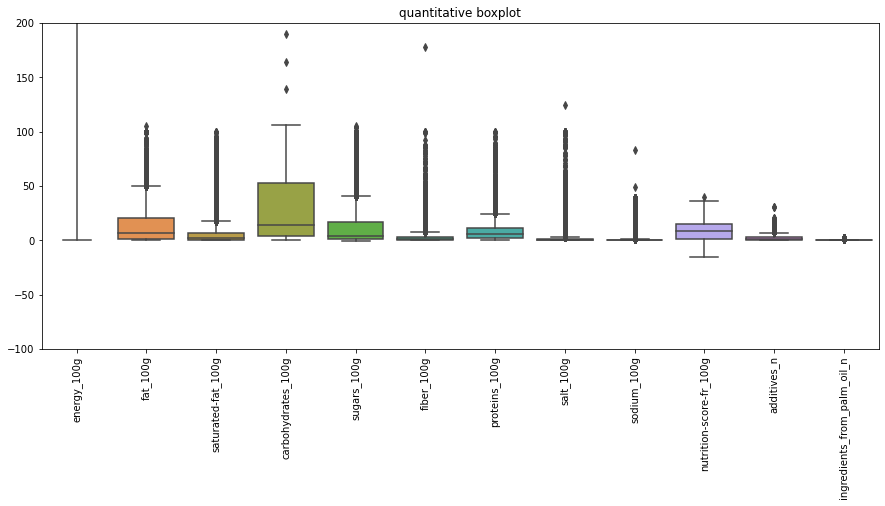 quantitative boxplot
200
150
100
50
0
−50
−100
energy_100g
fat_100g
saturated-fat_100g
carbohydrates_100g
sugars_100g
fiber_100g
proteins_100g
salt_100g
sodium_100g
nutrition-score-fr_100g
additives_n
ingredients_from_palm_oil_n